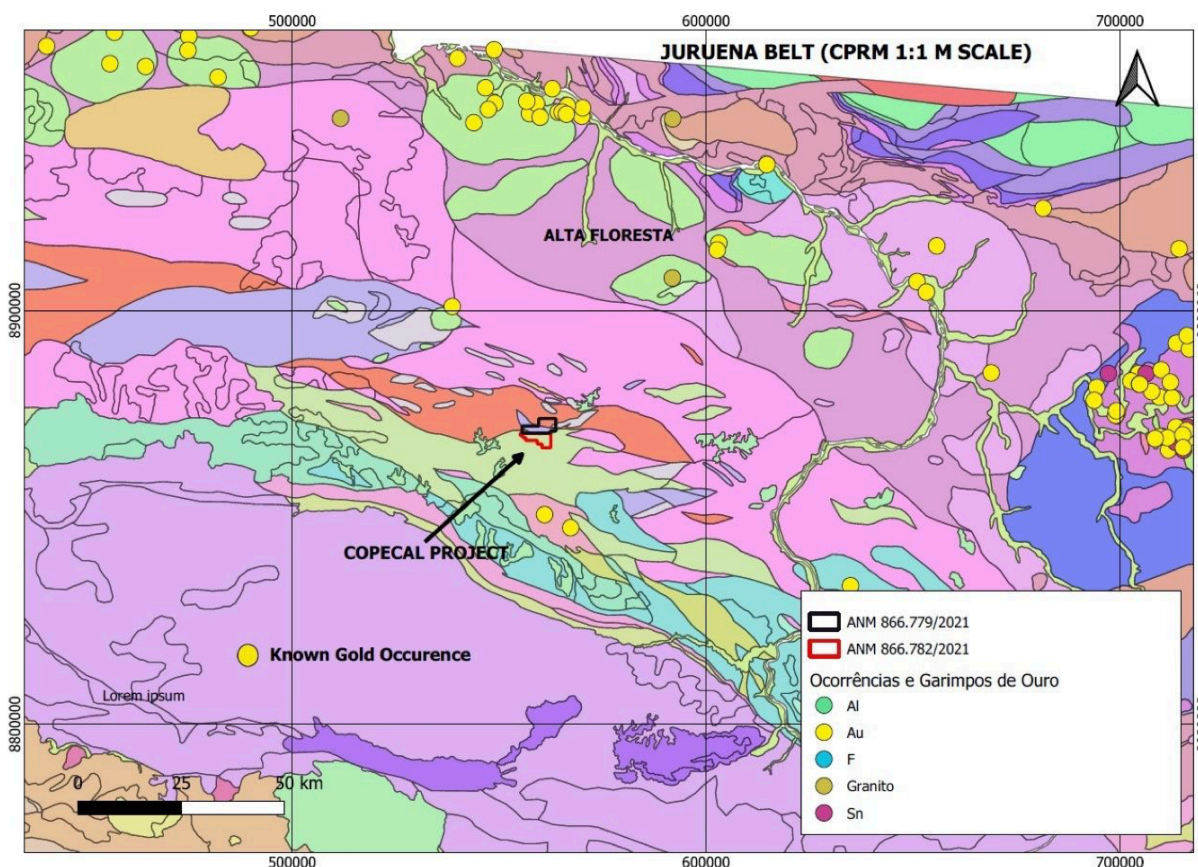 500000 600000 700000
JURUENA BELT (CPRM 1:1 M SCALE)
ALTA FLORESTA
8900000
COPECAL PROJECT
ANM 866.779/2021
ANM 866.782/2021
Known Gold Occurence
Ocorrências e Garimpos de Ouro
Lorem ipsum
Al
8800000
Au
F
0 25 50 km
Granito
Sn
500000 600000 700000